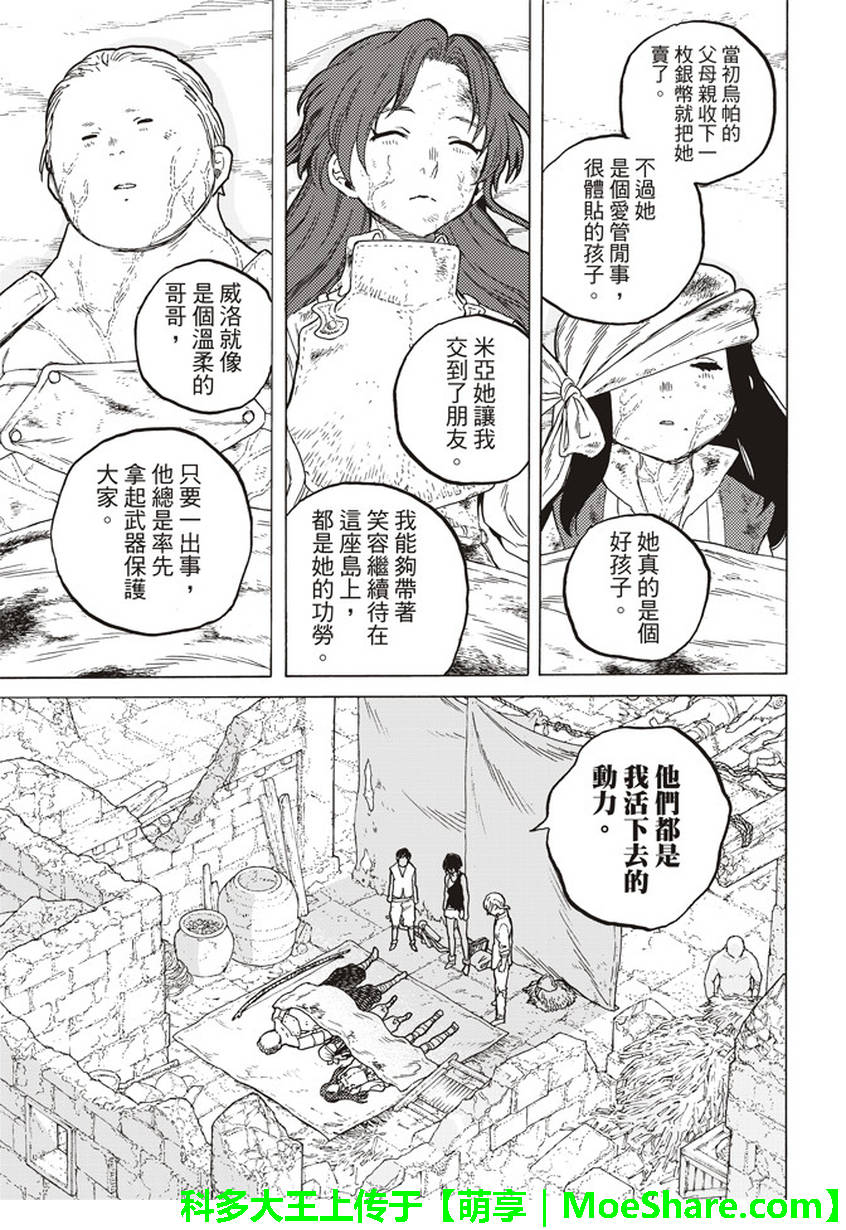 當初烏帕的
父母親收下一
枚銀幣就把她
賣了。
不過她
是個愛管閒事，
很體貼的孩子。
她真的是個
好孩子。
米亞她讓我
交到了朋友。
我能夠帶著
笑容繼續待在
這座島上，
都是她的功勞。
威洛就像
是個溫柔的
哥哥，
只要一出事，
他總是率先
拿起武器保護
大家。
他們都是
我活下去的
動力。
科多大王上传于【萌享｜MoeShare.com】